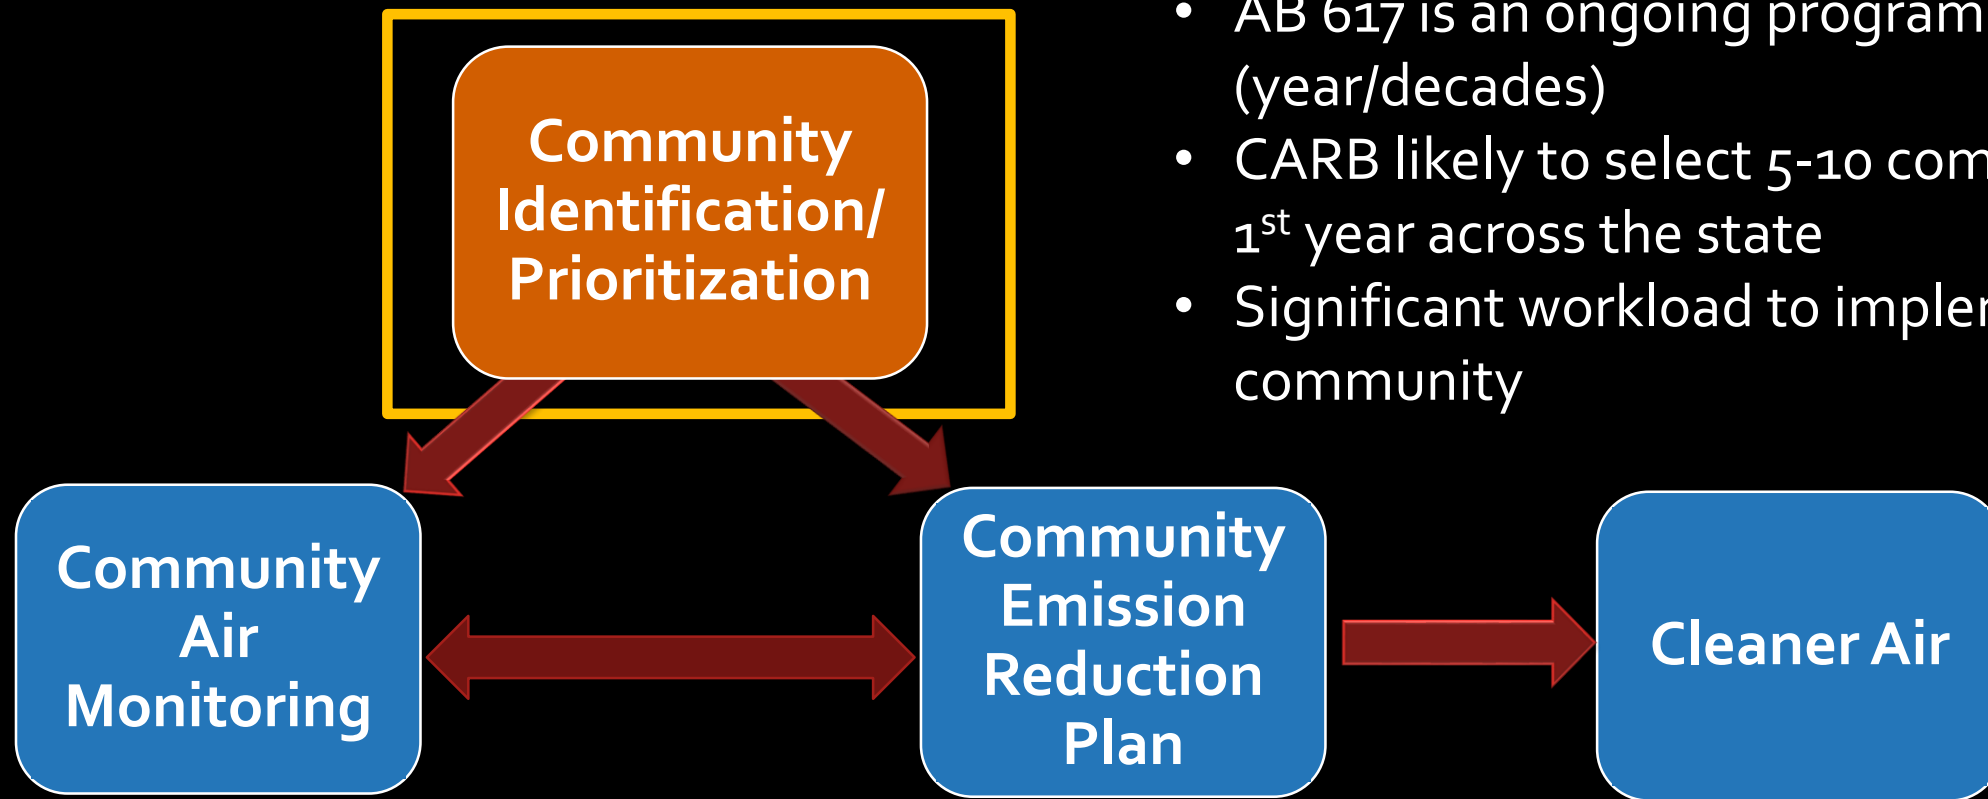 Community
Identification/
Prioritization
• AB 617 is an ongoing program
(year/decades)
• CARB likely to select 5-10
1st year across the state
• Significant workload to
community
Community
Air
Monitoring
Community
Emission
Reduction
Plan
Cleaner Air